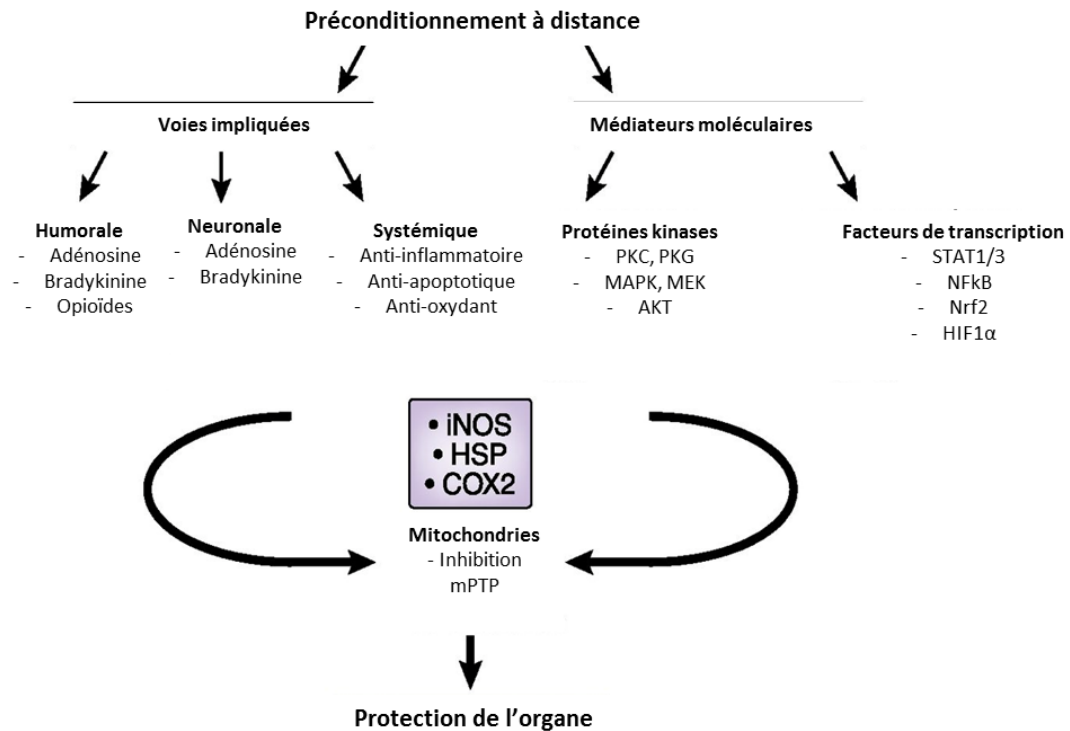 Préconditionnement à distance
Voies impliquées
Médiateurs moléculaires
Humorale
- Adénosine
- Bradykinine
- Opioïdes
Neuronale
- Adénosine
- Bradykinine
Systémique
- Anti-inflammatoire
- Anti-apoptotique
- Anti-oxydant
Protéines kinases
- PKC, PKG
- MAPK, MEK
- AKT
Facteurs de transcription
- STAT1/3
- NFkB
- Nrf2
- HIF1α
• iNOS
• HSP
• COX2
Mitochondries
- Inhibition
mPTP
Protection de l’organe